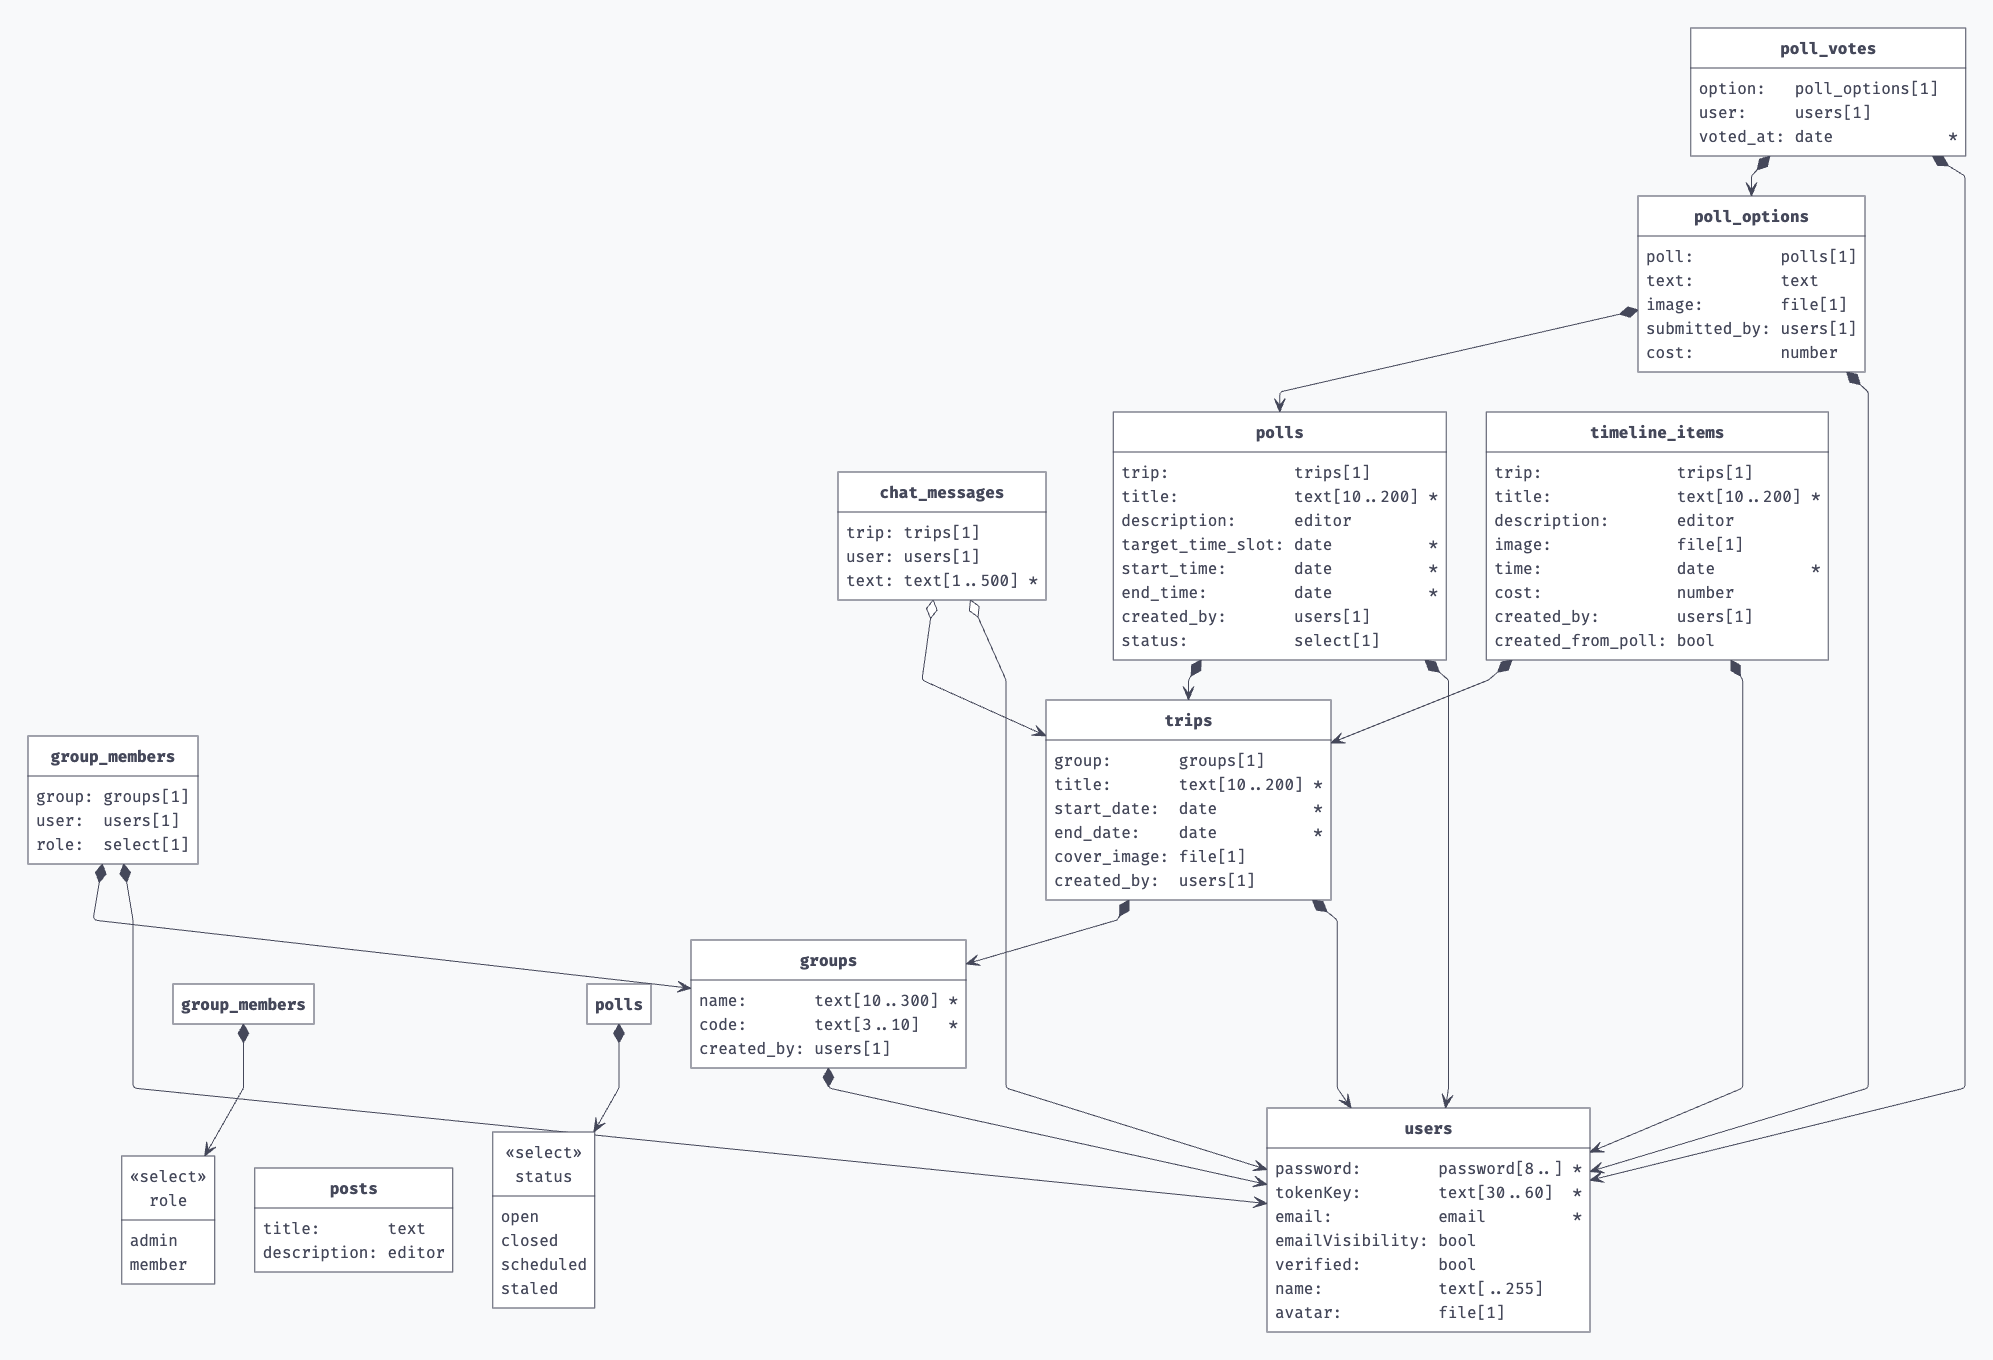 poll_votes
option: poll_options[1]
user: users[1]
voted_at: date *
poll_options
poll: polls[1]
text: text
image: file[1]
submitted_by: users[1]
cost: number
polls
trip: trips[1]
title: text[10..200] *
description: editor
target_time_slot: date *
start_time: date *
end_time: date *
created_by: users[1]
status: select[1]
timeline_items
trip: trips[1]
title: text[10..200] *
description: editor
image: file[1]
time: date *
cost: number
created_by: users[1]
created_from_poll: bool
chat_messages
trip: trips[1]
user: users[1]
text: text[1..500] *
trips
group: groups[1]
title: text[10..200] *
start_date: date *
end_date: date *
cover_image: file[1]
created_by: users[1]
group_members
group: groups[1]
user: users[1]
role: select[1]
groups
name: text[10..300] *
code: text[3..10] *
created_by: users[1]
group_members
polls
users
password: password[8..] *
tokenKey: text[30..60] *
email: email *
emailVisibility: bool
verified: bool
name: text[..255]
avatar: file[1]
«select»
role
admin
member
posts
title: text
description: editor
«select»
status
open
closed
scheduled
staled